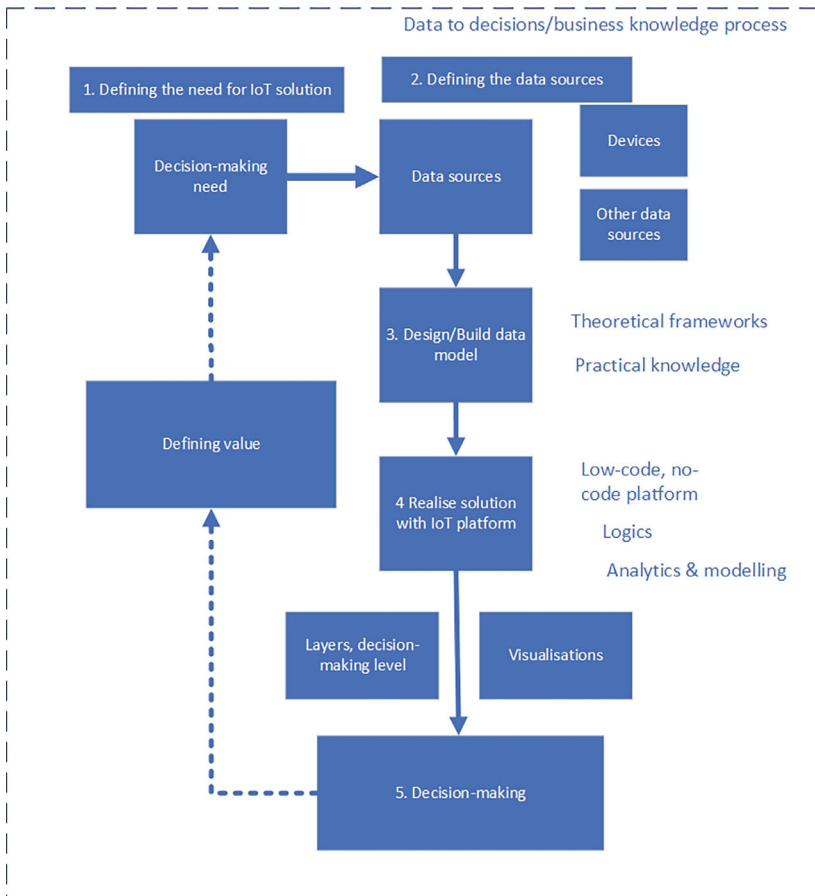 Data to decisions/business knowledge process
1. Defining the need for IoT solution
2. Defining the data sources
Decision-making
need
Data sources
Devices
Other data
sources
3. Design/Build data
model
Theoretical frameworks
Practical knowledge
Defining value
4 Realise solution
with IoT platform
Low-code, no-
code platform
Logics
Analytics & modelling
Layers, decision-
making level
Visualisations
5. Decision-making